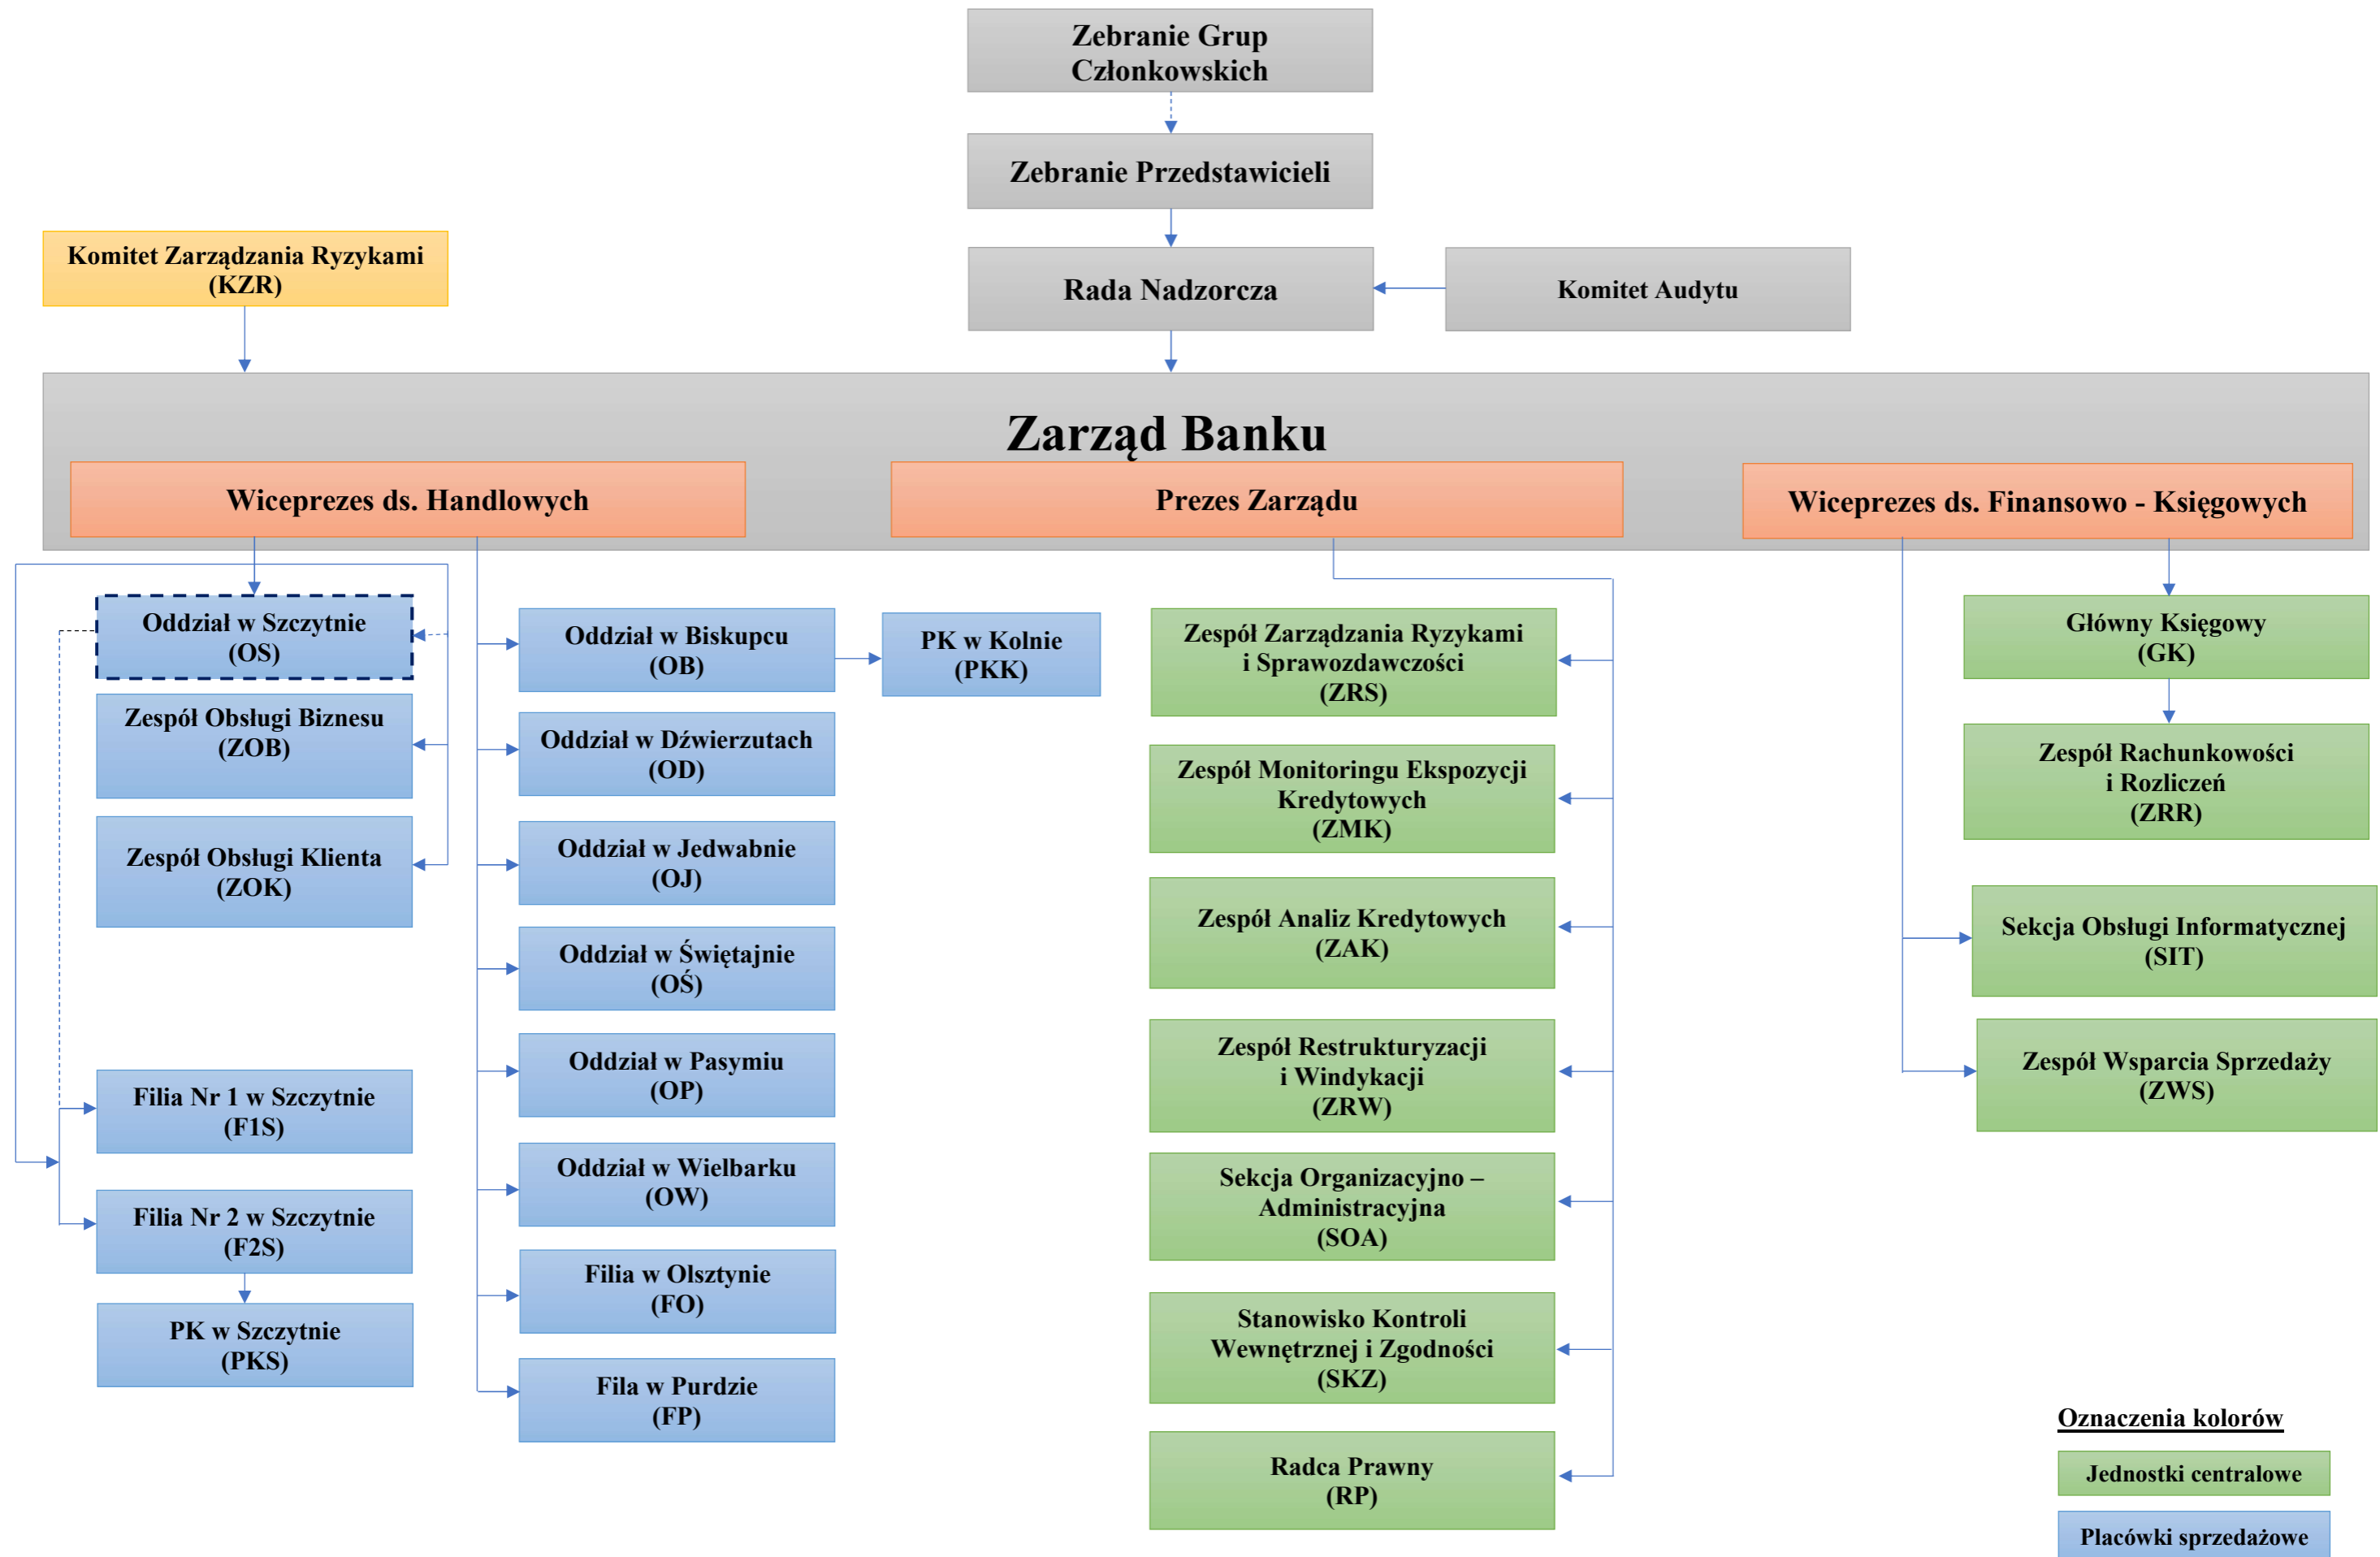 Zebranie Grup
Członkowskich
Zebranie Przedstawicieli
Komitet Zarządzania Ryzykami
(KZR)
Rada Nadzorcza
Komitet Audytu
Zarząd Banku
Wiceprezes ds. Handlowych
Prezes Zarządu
Wiceprezes ds. Finansowo - Księgowych
Oddział w Szczytnie
(OS)
Zespół Obsługi Biznesu
(ZOB)
Zespół Obsługi Klienta
(ZOK)
Filia Nr 1 w Szczytnie
(F1S)
Filia Nr 2 w Szczytnie
(F2S)
PK w Szczytnie
(PKS)
Oddział w Biskupcu
(OB)
PK w Kolnie
(PKK)
Oddział w Dźwierzutach
(OD)
Oddział w Jedwabnie
(OJ)
Oddział w Świętajnie
(OŚ)
Oddział w Pasymiu
(OP)
Oddział w Wielbarku
(OW)
Filia w Olsztynie
(FO)
Fila w Purdzie
(FP)
Zespół Zarządzania Ryzykami
i Sprawozdawczości
(ZRS)
Zespół Monitoringu Ekspozycji
Kredytowych
(ZMK)
Zespół Analiz Kredytowych
(ZAK)
Zespół Restrukturyzacji
i Windykacji
(ZRW)
Sekcja Organizacyjno –
Administracyjna
(SOA)
Stanowisko Kontroli
Wewnętrznej i Zgodności
(SKZ)
Radca Prawny
(RP)
Główny Księgowy
(GK)
Zespół Rachunkowości
i Rozliczeń
(ZRR)
Sekcja Obsługi Informatycznej
(SIT)
Zespół Wsparcia Sprzedaży
(ZWS)
Oznaczenia kolorów
Jednostki centralowe
Placówki sprzedażowe